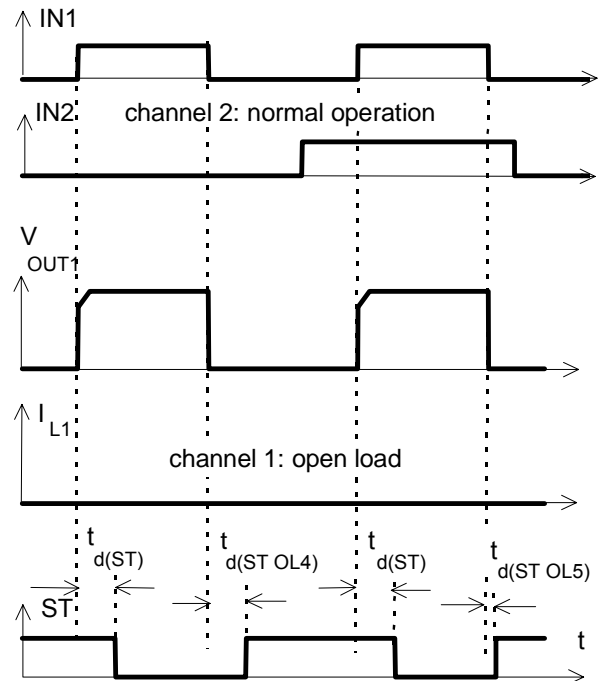 IN1
IN2
channel 2: normal operation
V
OUT1
I L1
channel 1: open load
t d(ST)
t d(ST OL4)
t d(ST)
t d(ST OL5)
ST
t